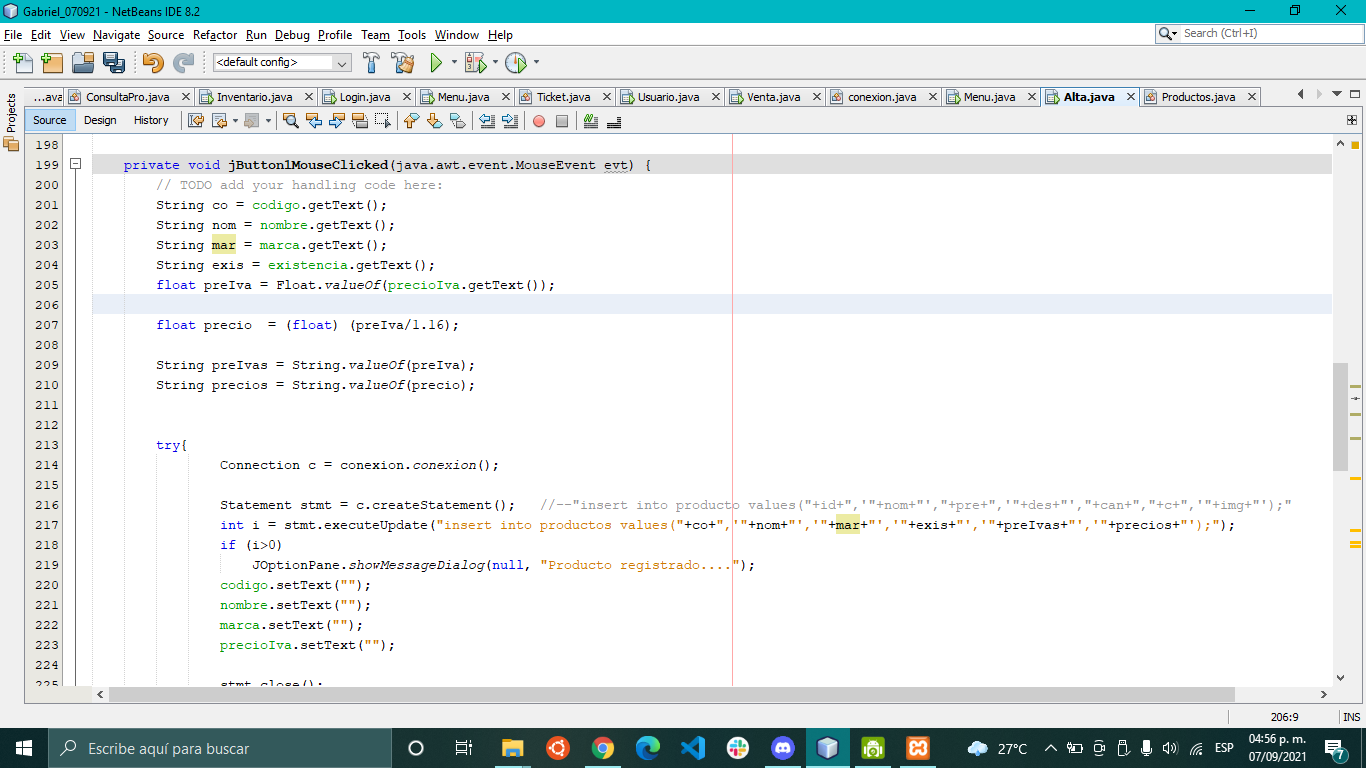 Gabriel_070921 - NetBeans IDE 8.2
File Edit View Navigate Source Refactor Run Debug Profile Team Tools Window Help
Search (Ctrl+I)
<default config>
...ava ConsultaPro.java Inventario.java Login.java Menu.java Ticket.java Usuario.java Venta.java conexion.java Menu.java Alta.java Productos.java
Projects
Source Design History
198
199 private void jButton1MouseClicked(java.awt.event.MouseEvent evt) {
200 // TODO add your handling code here:
201 String co = codigo.getText();
202 String nom = nombre.getText();
203 String mar = marca.getText();
204 String exis = existencia.getText();
205 float preIva = Float.valueOf(precioIva.getText());
206
207 float precio  = (float) (preIva/1.16);
208
209 String preIvas = String.valueOf(preIva);
210 String precios = String.valueOf(precio);
211
212
213 try{
214 Connection c = conexion.conexion();
215
216 Statement stmt = c.createStatement();   //--"insert into producto values("+id+",'"+nom+"',"+pre+",'"+des+"',"+can+","+c+",'"+img+"');"
217 int i = stmt.executeUpdate("insert into productos values("+co+",'"+nom+"','"+mar+"','"+exis+"','"+preIvas+"','"+precios+"');");
218 if (i>0)
219 JOptionPane.showMessageDialog(null, "Producto registrado....");
220 codigo.setText("");
221 nombre.setText("");
222 marca.setText("");
223 precioIva.setText("");
224
225 stmt.close();
206:9 INS
Escribe aquí para buscar
27°C ESP 04:56 p. m.
07/09/2021
7